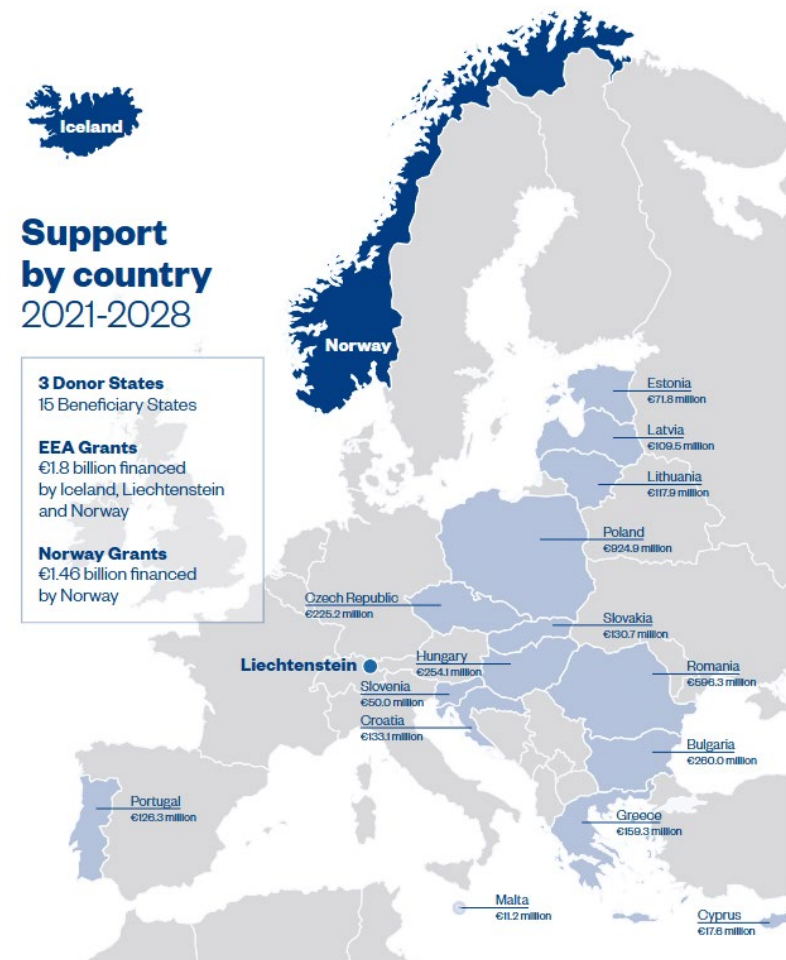 Iceland
Support
by country
2021-2028
Norway
3 Donor States
15 Beneficiary States
EEA Grants
€1.8 billion financed
by Iceland, Liechtenstein
and Norway
Norway Grants
€1.46 billion financed
by Norway
Estonia
€71.8 million
Latvia
€109.5 million
Lithuania
€117.9 million
Poland
€924.9 million
Czech Republic
€225.2 million
Slovakia
€130.7 million
Liechtenstein
Hungary
€254.1 million
Romania
€596.3 million
Slovenia
€50.0 million
Croatia
€133.1 million
Bulgaria
€260.0 million
Portugal
€126.3 million
Greece
€159.3 million
Malta
€11.2 million
Cyprus
€17.6 million